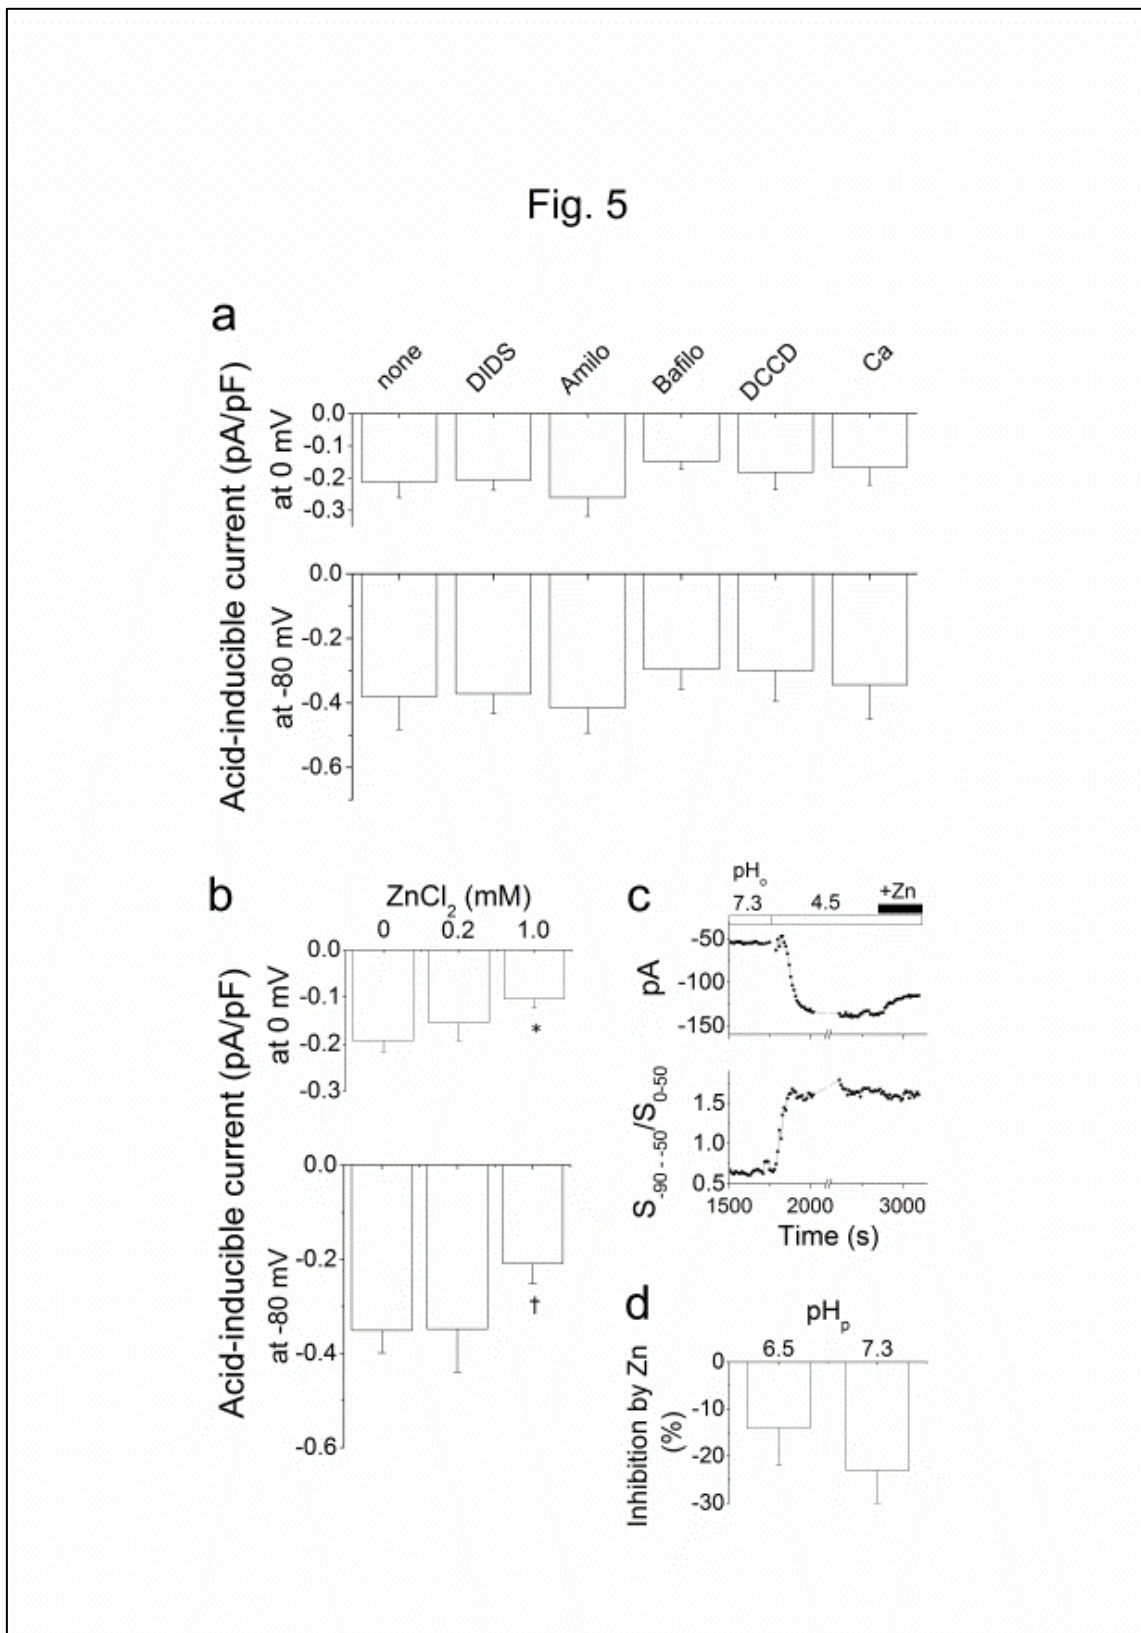 Fig. 5
a
none DIDS Amilo Bafilo DCCD Ca
Acid-inducible current (pA/pF)
at 0 mV
0.0
-0.1
-0.2
-0.3
at -80 mV
0.0
-0.2
-0.4
-0.6
b
ZnCl2 (mM)
0 0.2 1.0
Acid-inducible current (pA/pF)
at 0 mV
0.0
-0.1
-0.2
-0.3
*
at -80 mV
0.0
-0.2
-0.4
-0.6
†
c
pHo
7.3 4.5 +Zn
pA
-50
-100
-150
S-90 - -50/S0-50
1.5
1.0
0.5
1500 2000 3000
Time (s)
d
pHp
6.5 7.3
Inhibition by Zn
(%)
0
-10
-20
-30